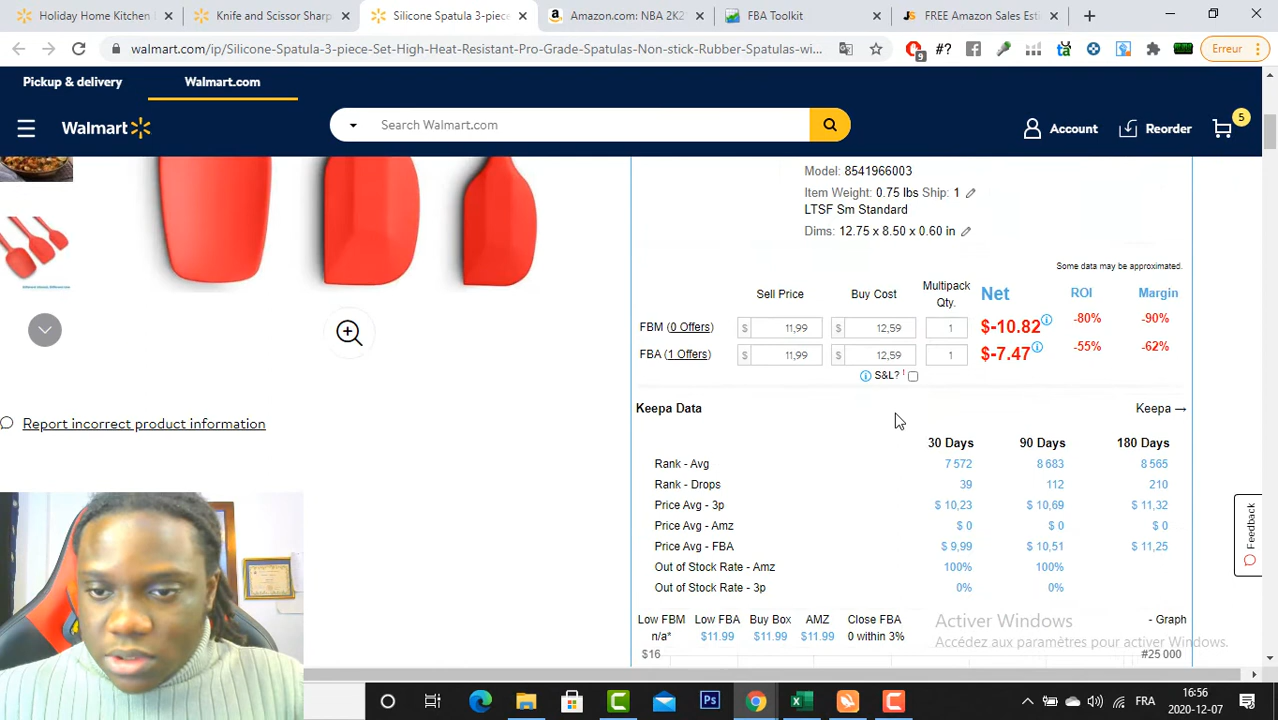 Holiday Home Kitchen
Knife and Scissor Sharp
Silicone Spatula 3-piece
Amazon.com: NBA 2K2
FBA Toolkit
FREE Amazon Sales Esti
walmart.com/ip/Silicone-Spatula-3-piece-Set-High-Heat-Resistant-Pro-Grade-Spatulas-Non-stick-Rubber-Spatulas-wi...
9
#?
Erreur
Pickup & delivery
Walmart.com
Walmart
Search Walmart.com
Account
Reorder
5
Model: 8541966003
Item Weight: 0.75 lbs Ship: 1
LTSF Sm Standard
Dims: 12.75 x 8.50 x 0.60 in
Some data may be approximated.
Sell Price Buy Cost Multipack Qty. Net ROI Margin
FBM (0 Offers) $ 11,99 $ 12,59 1 $-10.82 -80% -90%
FBA (1 Offers) $ 11,99 $ 12,59 1 $-7.47 -55% -62%
S&L? !
Report incorrect product information
Keepa Data Keepa →
30 Days 90 Days 180 Days
Rank - Avg 7 572 8 683 8 565
Rank - Drops 39 112 210
Price Avg - 3p $ 10,23 $ 10,69 $ 11,32
Price Avg - Amz $ 0 $ 0 $ 0
Price Avg - FBA $ 9,99 $ 10,51 $ 11,25
Out of Stock Rate - Amz 100% 100%
Out of Stock Rate - 3p 0% 0%
Feedback
Low FBM Low FBA Buy Box AMZ Close FBA - Graph
n/a* $11.99 $11.99 $11.99 0 within 3%
$16 #25 000
Activer Windows
Accédez aux paramètres pour activer Windows.
FRA
16:56
2020-12-07